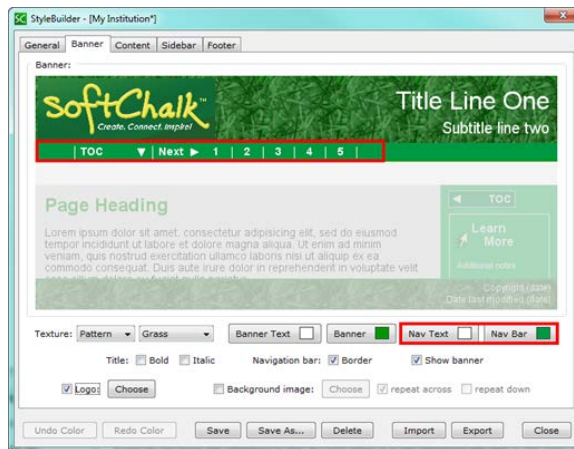 SC StyleBuilder - [My Institution*]
General Banner Content Sidebar Footer
Banner:
SoftChalk™
Create. Connect. Inspire!
Title Line One
Subtitle line two
| TOC ▼ | Next ► 1 | 2 | 3 | 4 | 5 |
Page Heading
Lorem ipsum dolor sit amet, consectetur adipisicing elit, sed do eiusmod
tempor incididunt ut labore et dolore magna aliqua. Ut enim ad minim
veniam, quis nostrud exercitation ullamco laboris nisi ut aliquip ex ea
commodo consequat. Duis aute irure dolor in reprehenderit in voluptate velit
◄ TOC
Learn
More
Additional notes
Copyright (date)
Date last modified (date)
Texture: Pattern Grass Banner Text Banner Nav Text Nav Bar
Title: Bold Italic Navigation bar: Border Show banner
Logo: Choose Background image: Choose repeat across repeat down
Undo Color Redo Color Save Save As... Delete Import Export Close